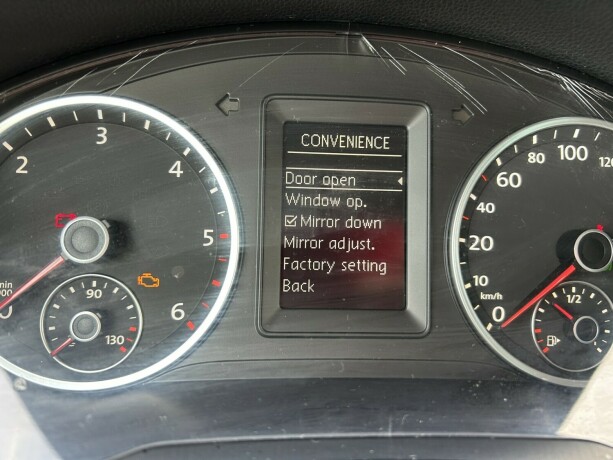 CONVENIENCE
Door open
Window op.
Mirror down
Mirror adjust.
Factory setting
Back
2 3 4 5 6
90 130
min
0 10 20 40 60 80 100 120
km/h
1/2